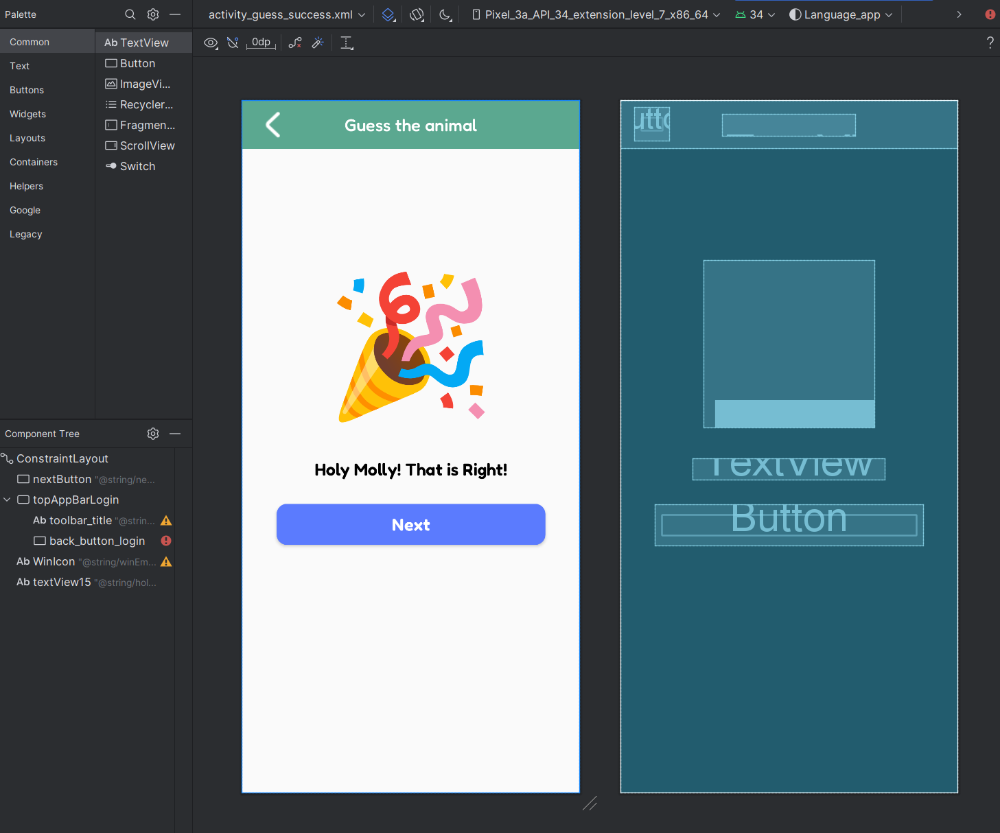 Palette
activity_guess_success.xml
Pixel_3a_API_34_extension_level_7_x86_64
34
Language_app
Common
Text
Buttons
Widgets
Layouts
Containers
Helpers
Google
Legacy
Ab TextView
Button
ImageVi...
Recycler...
Fragmen...
ScrollView
Switch
0dp
?
Guess the animal
Holy Molly! That is Right!
Next
utto
TextView
Button
Component Tree
ConstraintLayout
nextButton "@string/ne...
topAppBarLogin
Ab toolbar_title "@strin...
back_button_login
Ab WinIcon "@string/winEm...
Ab textView15 "@string/hol...